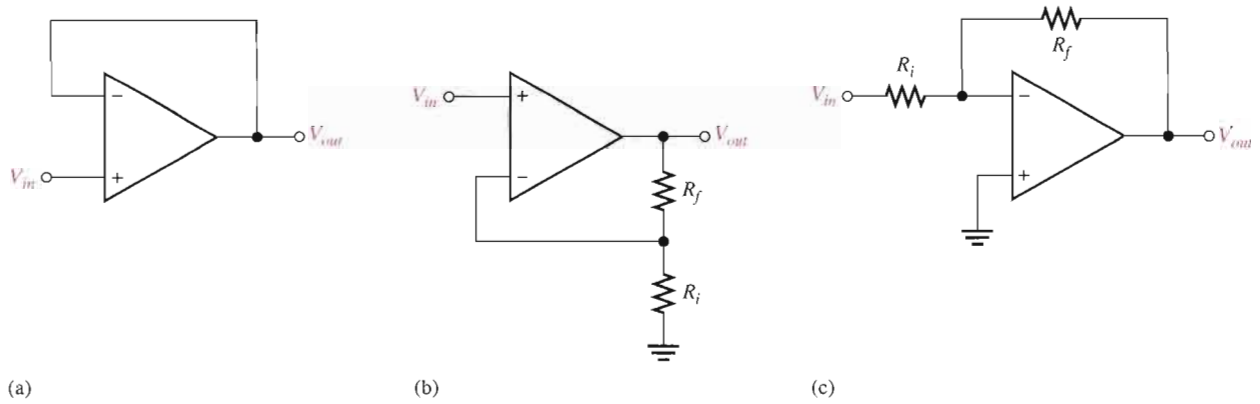 −
+
V_in
V_out
(a)
V_in
+
−
V_out
R_f
R_i
(b)
V_in
R_i
R_f
−
+
V_out
(c)